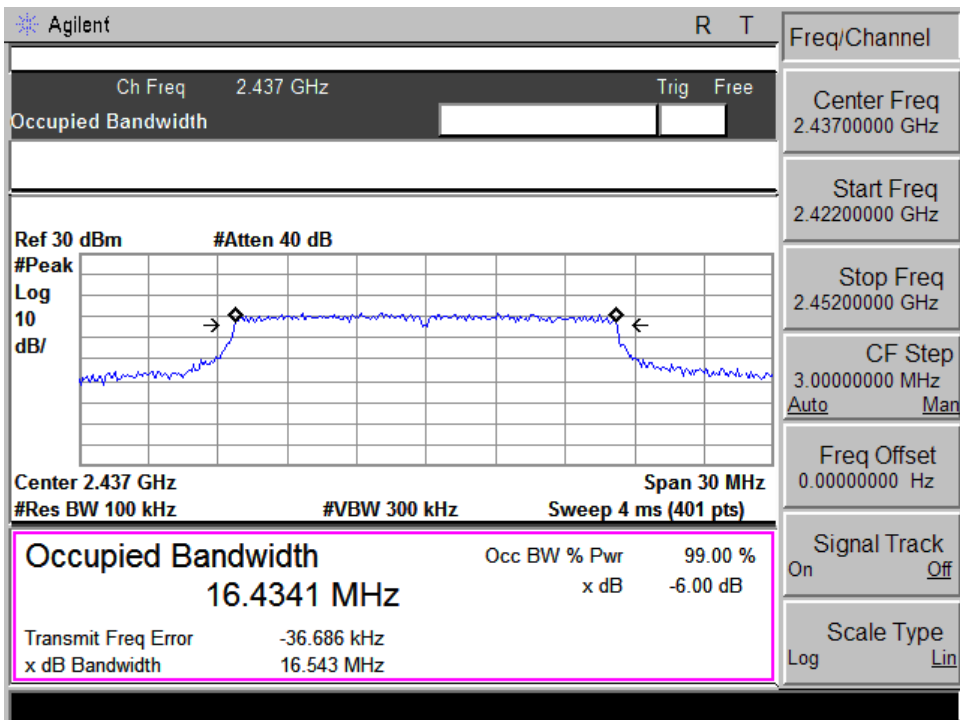 Agilent R T
Freq/Channel
Ch Freq 2.437 GHz Trig Free
Occupied Bandwidth
Center Freq
2.43700000 GHz
Start Freq
2.42200000 GHz
Stop Freq
2.45200000 GHz
CF Step
3.00000000 MHz
Auto Man
Freq Offset
0.00000000 Hz
Signal Track
On Off
Scale Type
Log Lin
Ref 30 dBm #Atten 40 dB
#Peak
Log
10
dB/
Center 2.437 GHz Span 30 MHz
#Res BW 100 kHz #VBW 300 kHz Sweep 4 ms (401 pts)
Occupied Bandwidth Occ BW % Pwr 99.00 %
16.4341 MHz x dB -6.00 dB
Transmit Freq Error -36.686 kHz
x dB Bandwidth 16.543 MHz